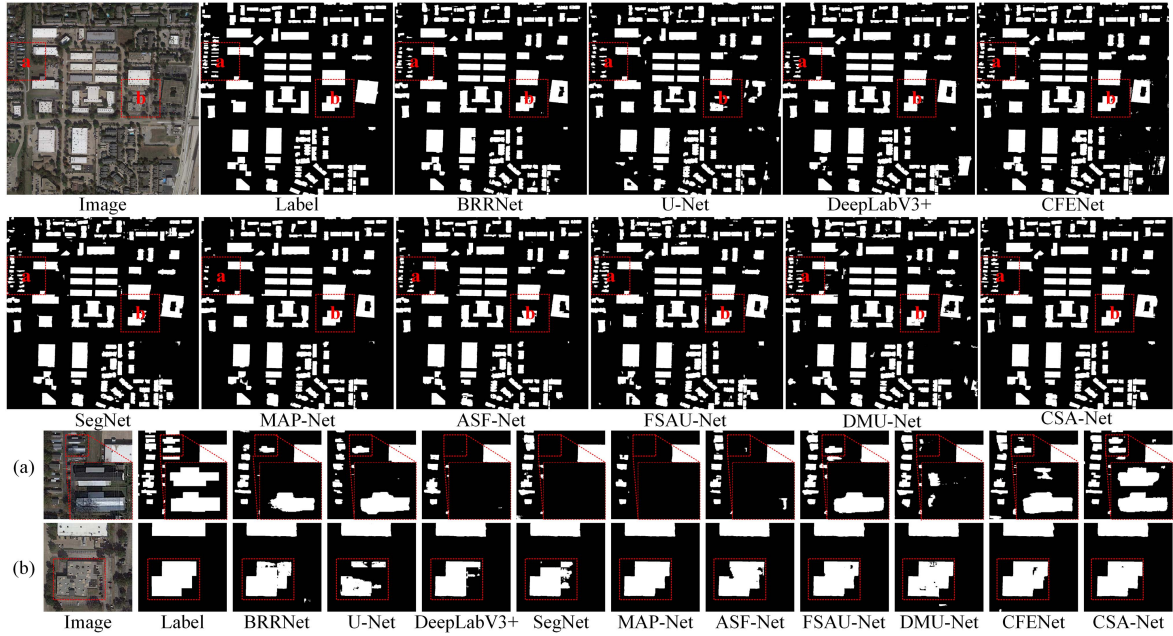 a a a a a a
b b b b b b
Image Label BRRNet U-Net DeepLabV3+ CFENet
a a a a a a
b b b b b b
SegNet MAP-Net ASF-Net FSAU-Net DMU-Net CSA-Net
(a)
(b)
Image Label BRRNet U-Net DeepLabV3+ SegNet MAP-Net ASF-Net FSAU-Net DMU-Net CFENet CSA-Net